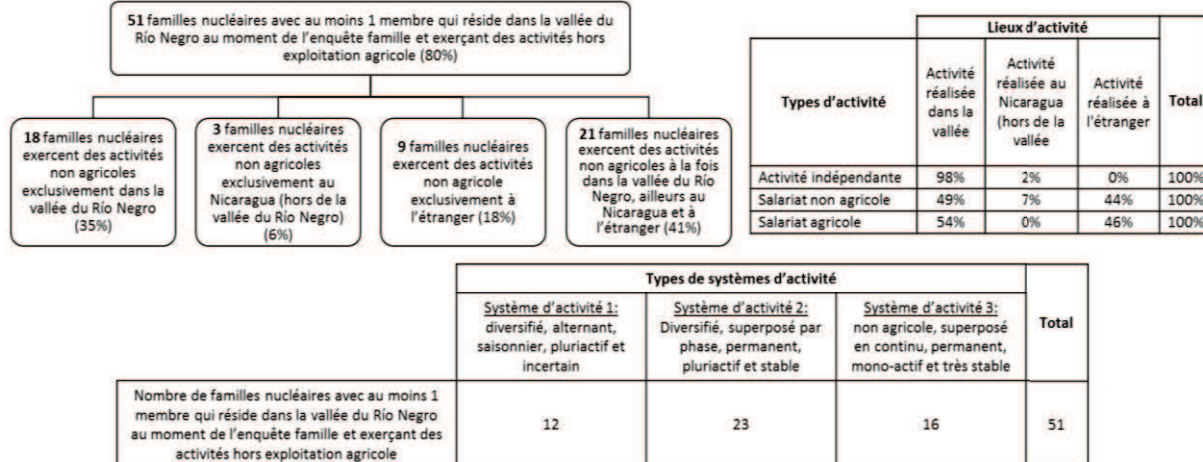 51 familles nucléaires avec au moins 1 membre qui réside dans la vallée du
Río Negro au moment de l'enquête famille et exerçant des activités hors
exploitation agricole (80%)
18 familles nucléaires
exercent des activités
non agricoles
exclusivement dans la
vallée du Río Negro
(35%)
3 familles nucléaires
exercent des activités
non agricoles
exclusivement au
Nicaragua (hors de la
vallée du Río Negro)
(6%)
9 familles nucléaires
exercent des activités
non agricole
exclusivement à
l'étranger (18%)
21 familles nucléaires
exercent des activités
non agricoles à la fois
dans la vallée du Río
Negro, ailleurs au
Nicaragua et à
l'étranger (41%)
Lieux d'activité
Types d'activité
Activité
réalisée
dans la
vallée
Activité
réalisée au
Nicaragua
(hors de la
vallée
Activité
réalisée à
l'étranger
Total
Activité indépendante 98% 2% 0% 100%
Salariat non agricole 49% 7% 44% 100%
Salariat agricole 54% 0% 46% 100%
Types de systèmes d'activité
Système d'activité 1:
diversifié, alternant,
saisonnier, pluriactif et
incertain
Système d'activité 2:
Diversifié, superposé par
phase, permanent,
pluriactif et stable
Système d'activité 3:
non agricole, superposé
en continu, permanent,
mono-actif et très stable
Total
Nombre de familles nucléaires avec au moins 1
membre qui réside dans la vallée du Río Negro
au moment de l'enquête famille et exerçant des
activités hors exploitation agricole
12 23 16 51